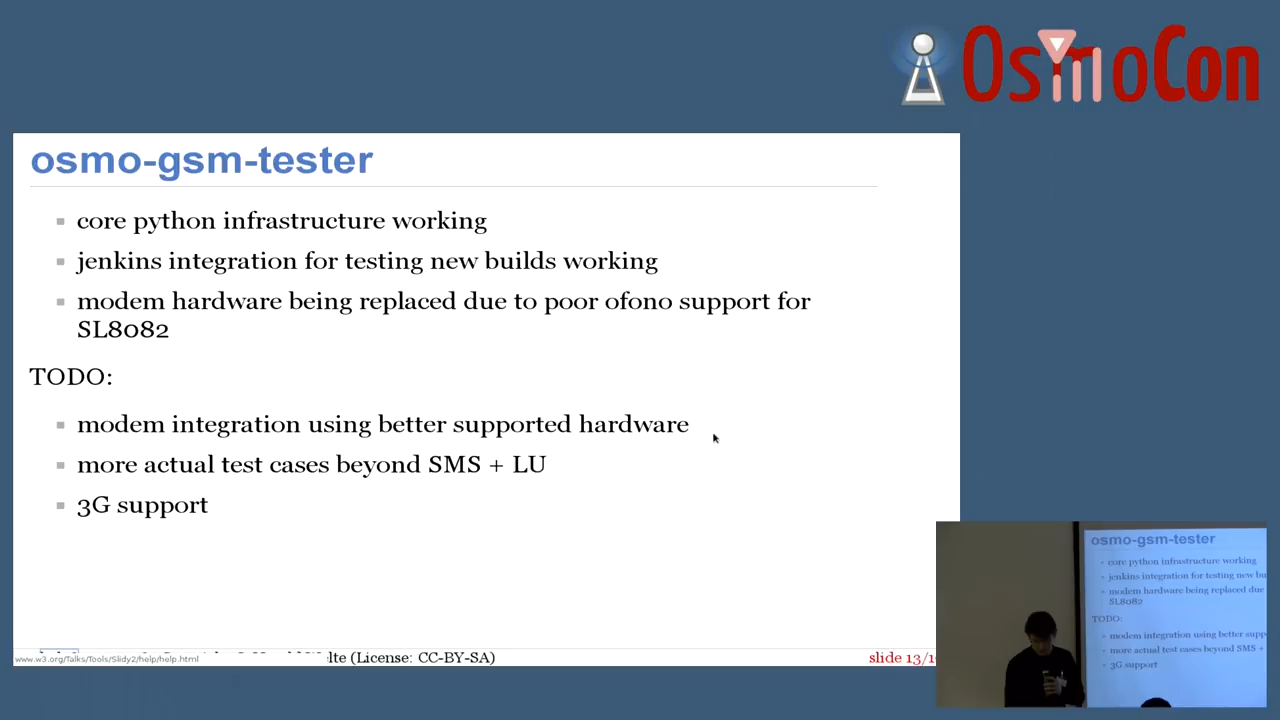 OsmoCon
osmo-gsm-tester
core python infrastructure working
jenkins integration for testing new builds working
modem hardware being replaced due to poor ofono support for
SL8082
TODO:
modem integration using better supported hardware
more actual test cases beyond SMS + LU
3G support
www.w3.org/Talks/Tools/Slidy2/help/help.html
(License: CC-BY-SA)
slide 13/1
osmo-gsm-tester
core python infrastructure working
jenkins integration for testing new bu
modem hardware being replaced due
SL8082
TODO:
modem integration using better supp
more actual test cases beyond SMS +
3G support